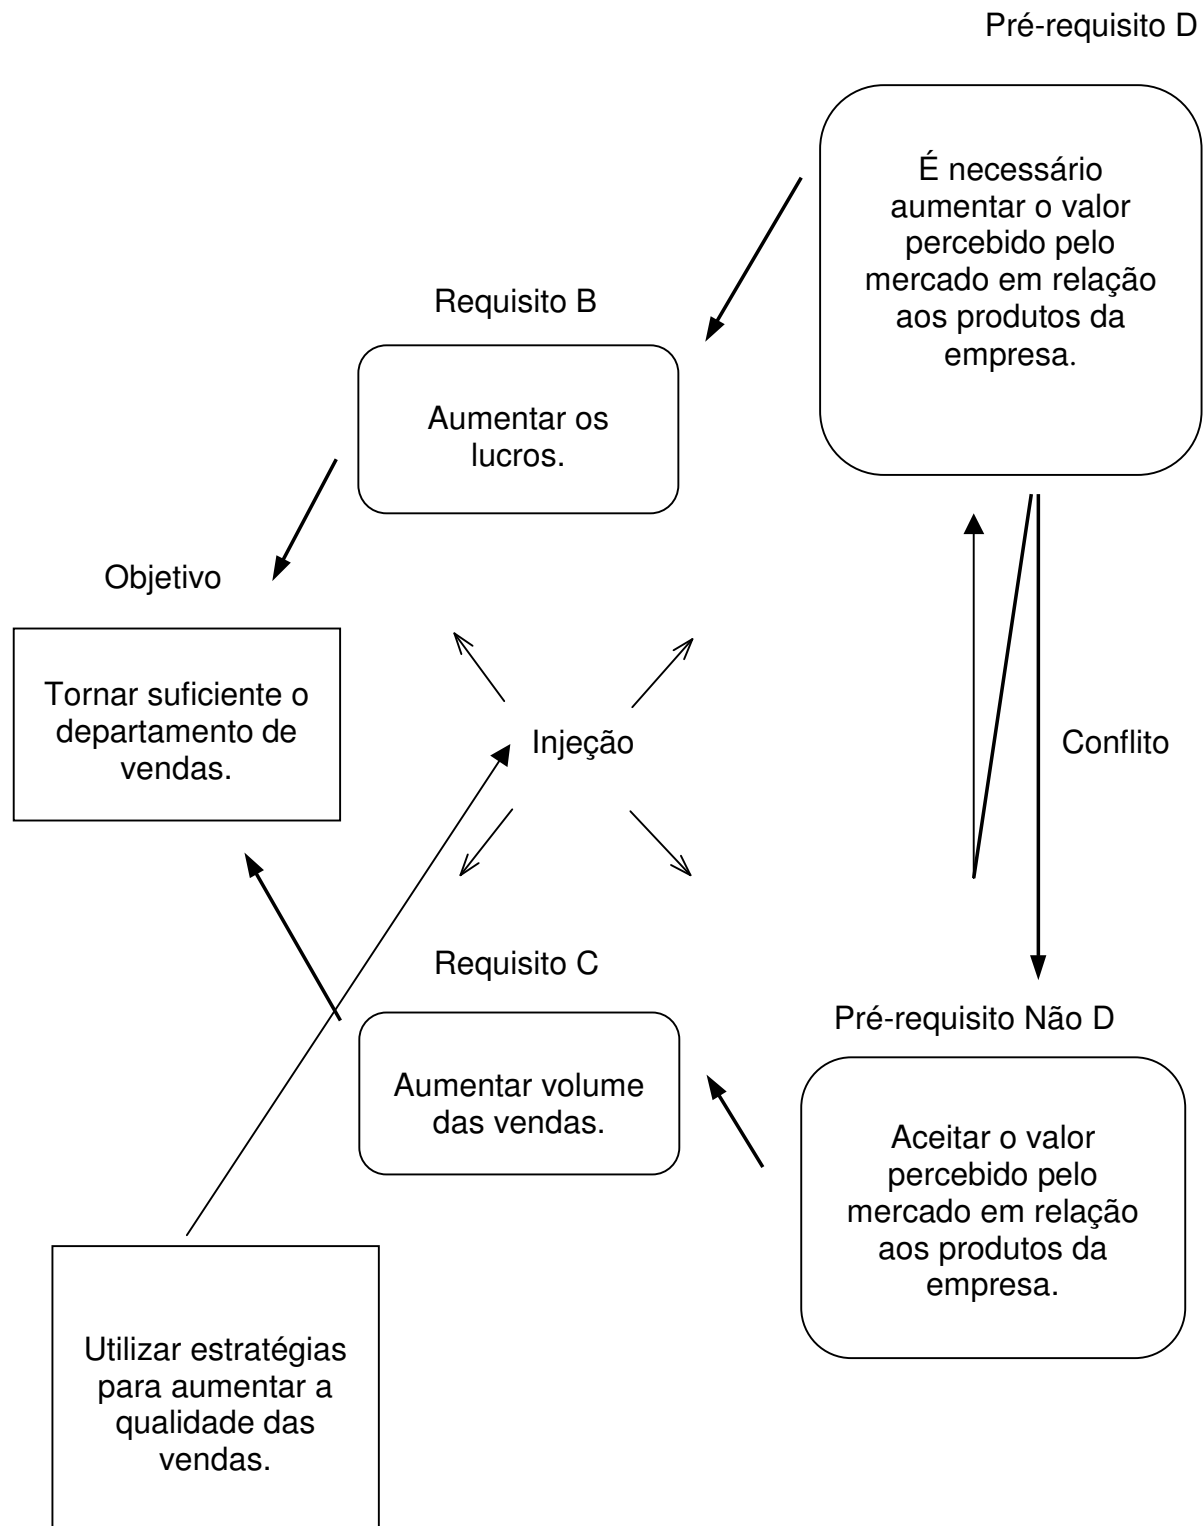 Pré-requisito D
É necessário
aumentar o valor
percebido pelo
mercado em relação
aos produtos da
empresa.
Requisito B
Aumentar os
lucros.
Objetivo
Tornar suficiente o
departamento de
vendas.
Injeção
Conflito
Requisito C
Aumentar volume
das vendas.
Pré-requisito Não D
Aceitar o valor
percebido pelo
mercado em relação
aos produtos da
empresa.
Utilizar estratégias
para aumentar a
qualidade das
vendas.